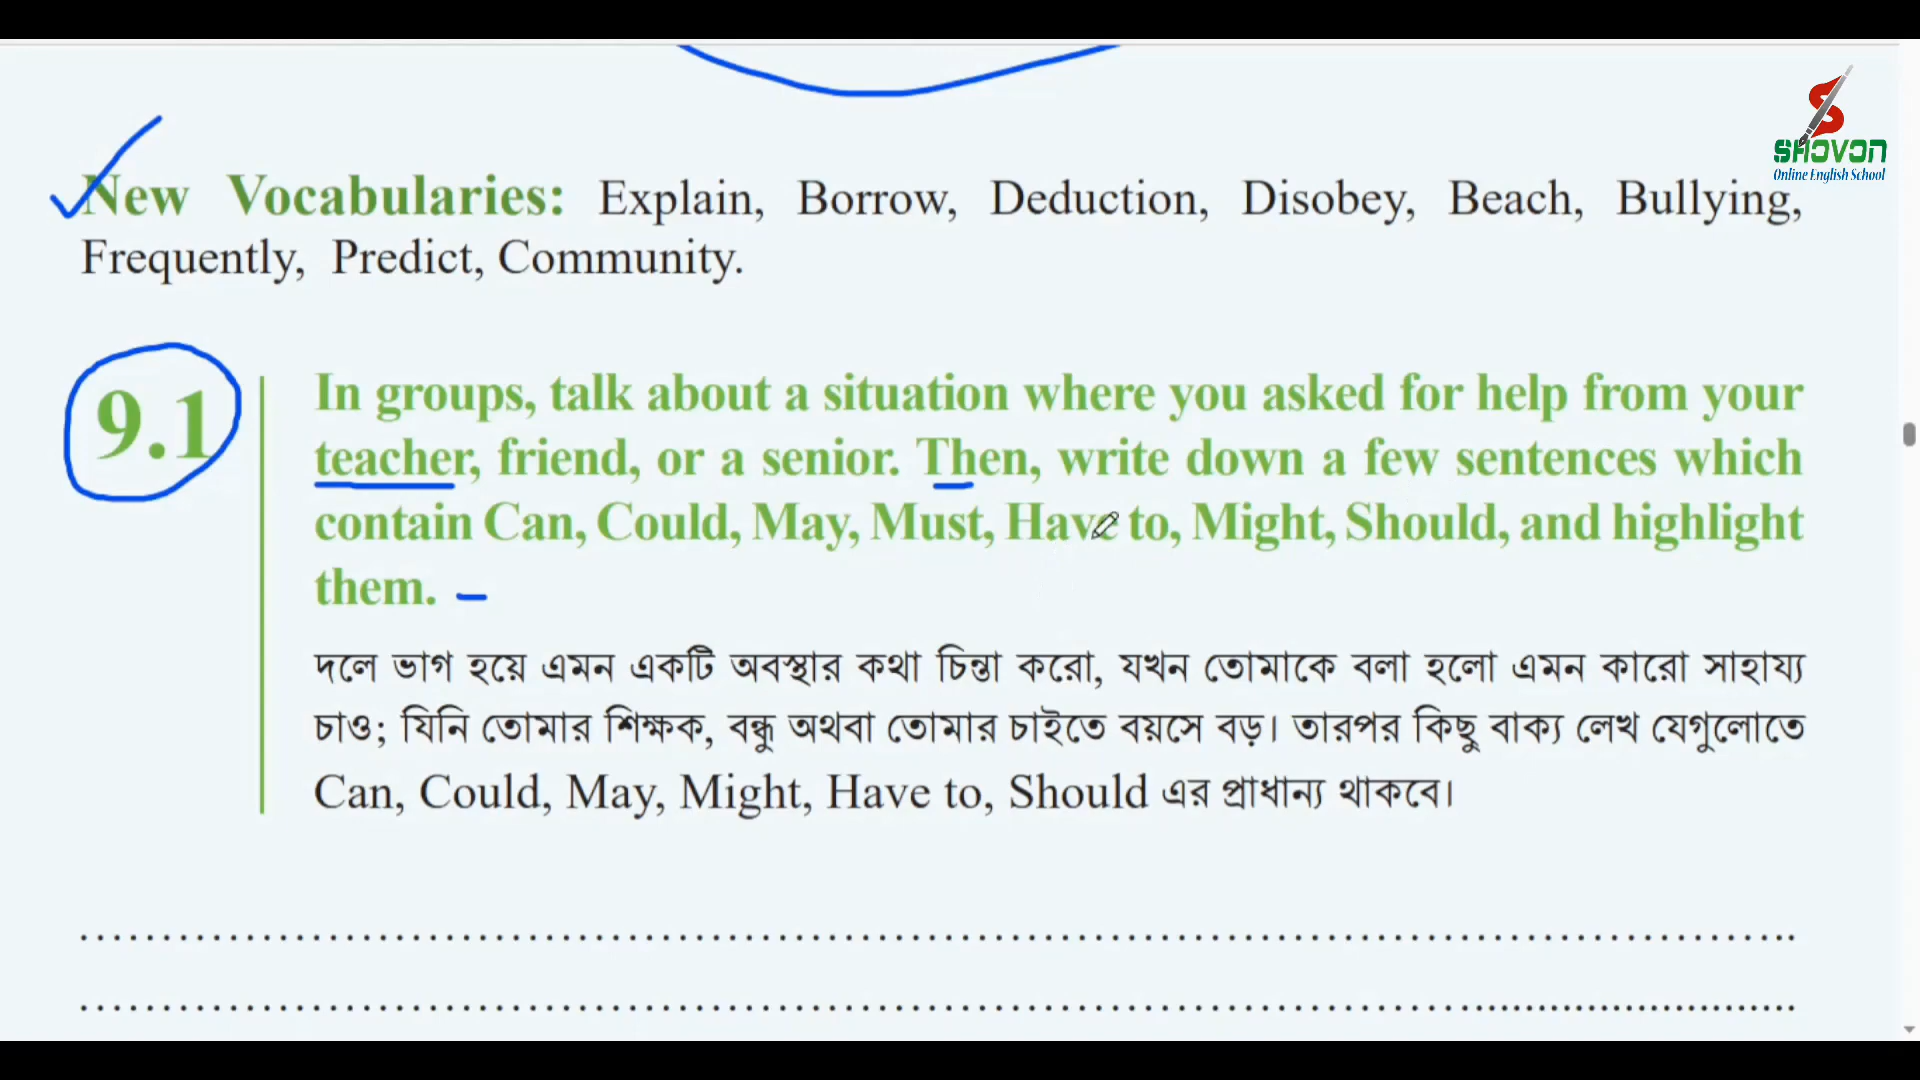 SHOVON
Online English School
New Vocabularies: Explain, Borrow, Deduction, Disobey, Beach, Bullying,
Frequently, Predict, Community.
9.1
In groups, talk about a situation where you asked for help from your
teacher, friend, or a senior. Then, write down a few sentences which
contain Can, Could, May, Must, Have to, Might, Should, and highlight
them.
দলে ভাগ হয়ে এমন একটি অবস্থার কথা চিন্তা করো, যখন তোমাকে বলা হলো এমন কারো সাহায্য
চাও; যিনি তোমার শিক্ষক, বন্ধু অথবা তোমার চাইতে বয়সে বড়। তারপর কিছু বাক্য লেখ যেগুলোতে
Can, Could, May, Might, Have to, Should এর প্রাধান্য থাকবে।